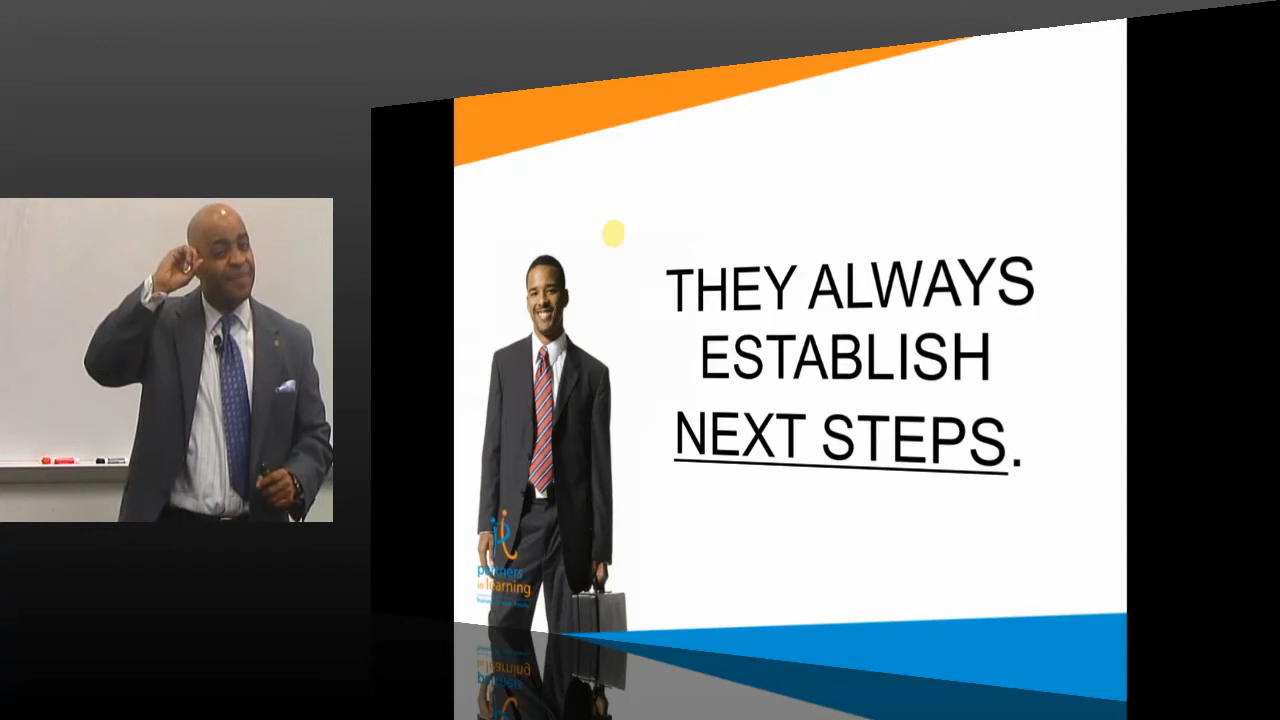 THEY ALWAYS
ESTABLISH
NEXT STEPS.
partners
in learning